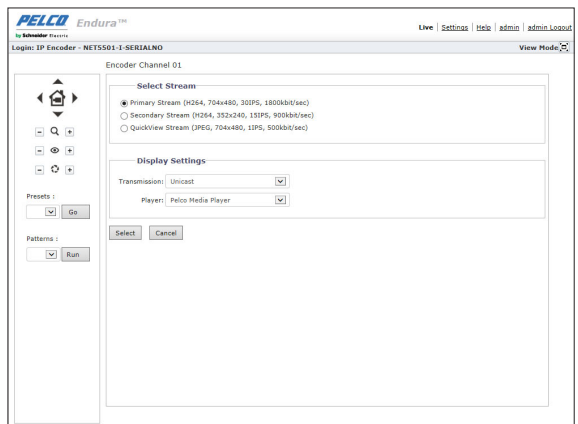 PELCO Endura™
by Schneider Electric
Live | Settings | Help | admin | admin Logout
Login: IP Encoder - NET5501-I-SERIALNO
View Mode
Encoder Channel 01
Select Stream
Primary Stream (H264, 704x480, 30IPS, 1800kbit/sec)
Secondary Stream (H264, 352x240, 15IPS, 900kbit/sec)
QuickView Stream (JPEG, 704x480, 1IPS, 500kbit/sec)
Display Settings
Transmission: Unicast
Player: Pelco Media Player
Select Cancel
Presets :
Go
Patterns :
Run